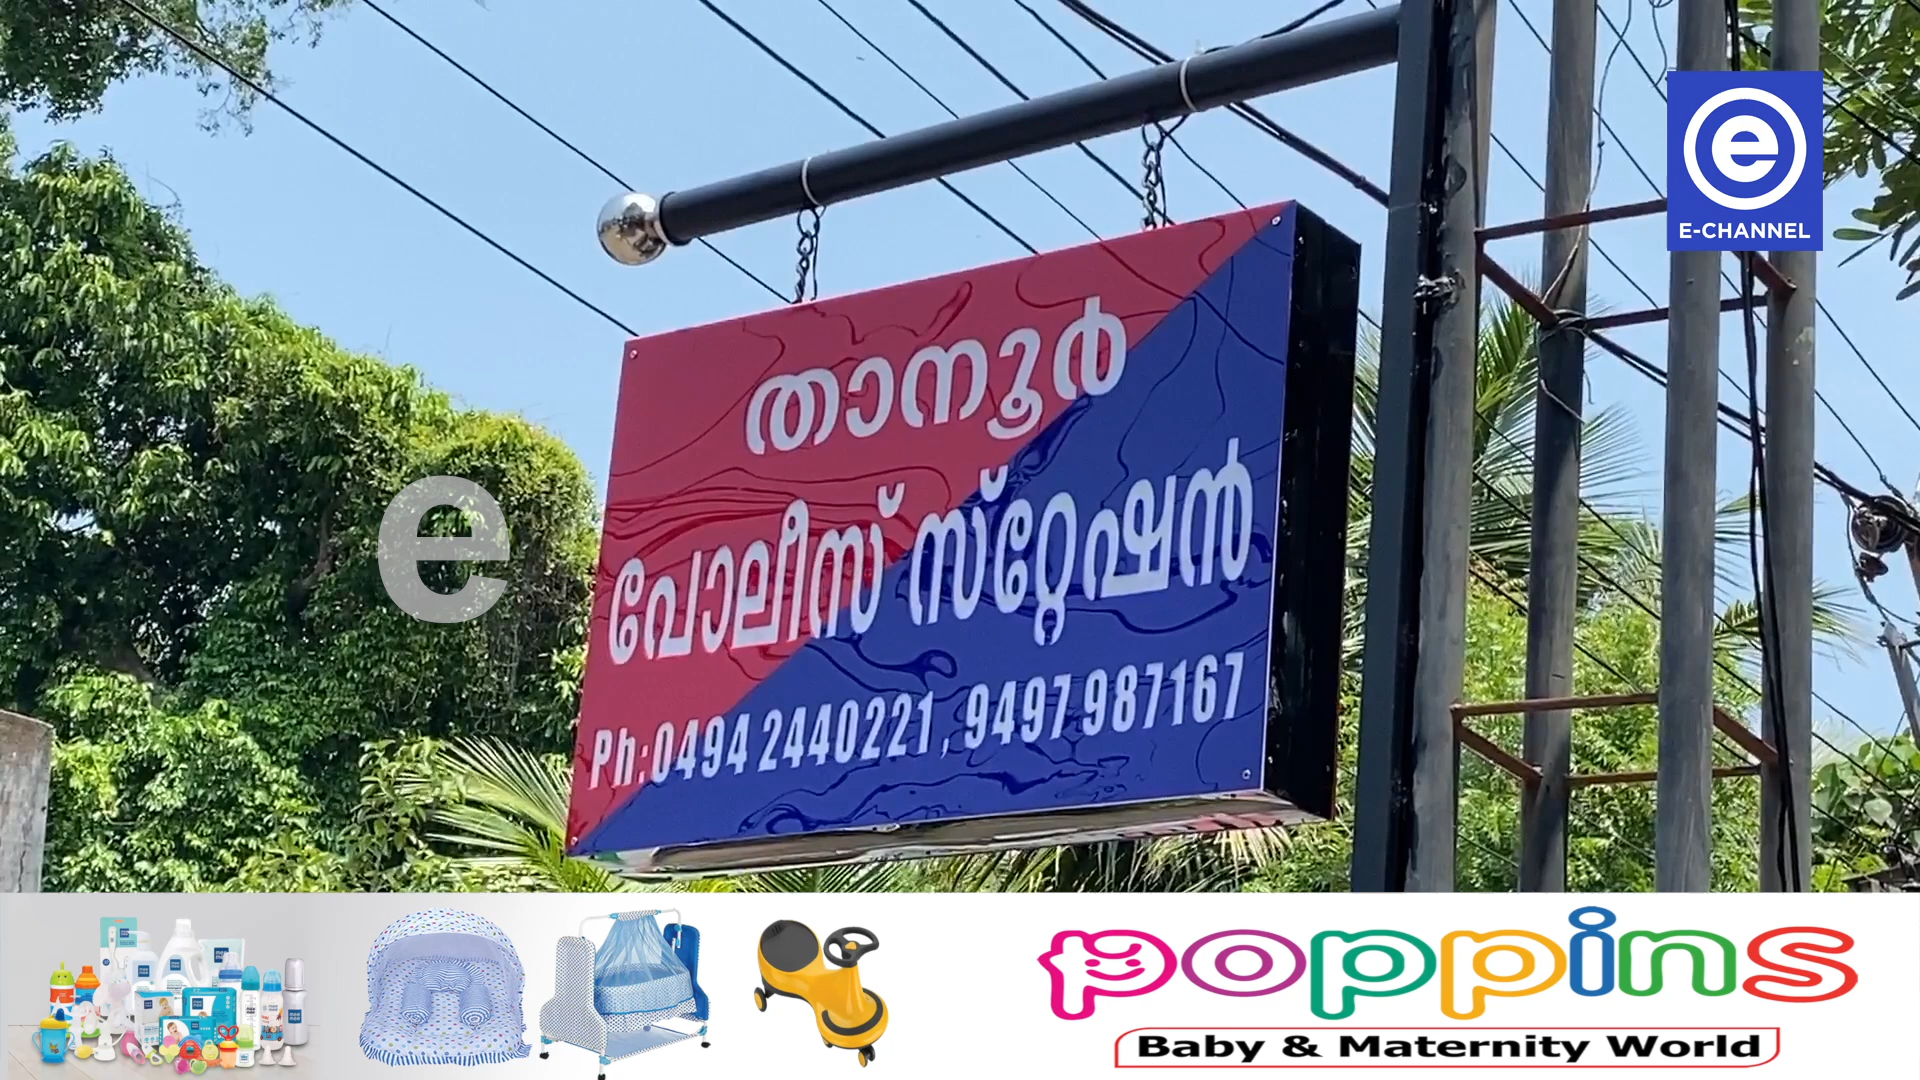 e
E-CHANNEL
താനൂർ
പോലീസ് സ്റ്റേഷൻ
Ph:0494 2440221, 9497987167
e
poppins
Baby & Maternity World